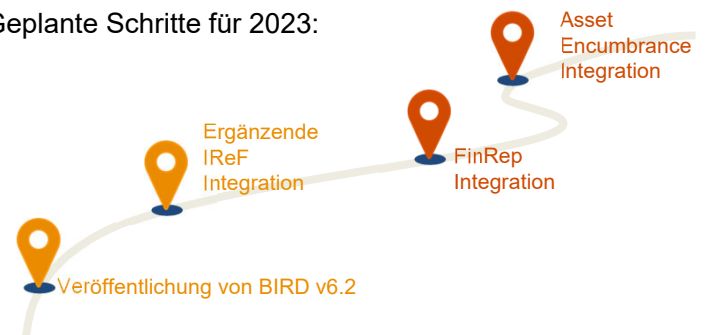 Geplante Schritte für 2023:
Asset
Encumbrance
Integration
Ergänzende
IReF
Integration
FinRep
Integration
Veröffentlichung von BIRD v6.2